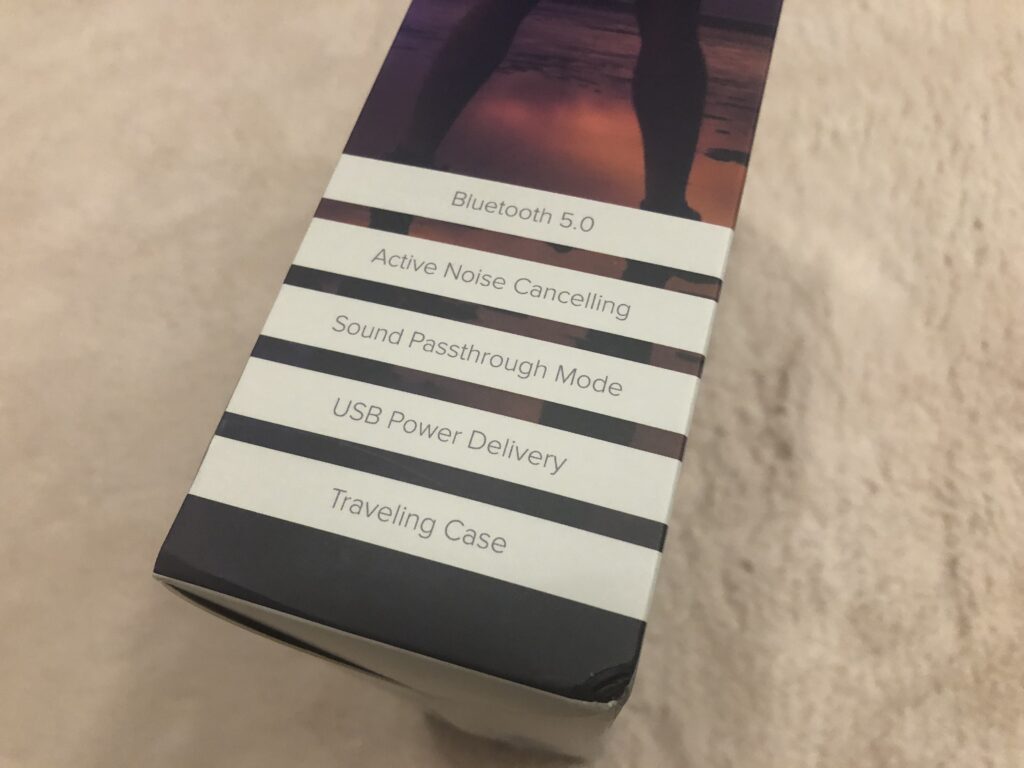 Bluetooth 5.0
Active Noise Cancelling
Sound Passthrough Mode
USB Power Delivery
Traveling Case